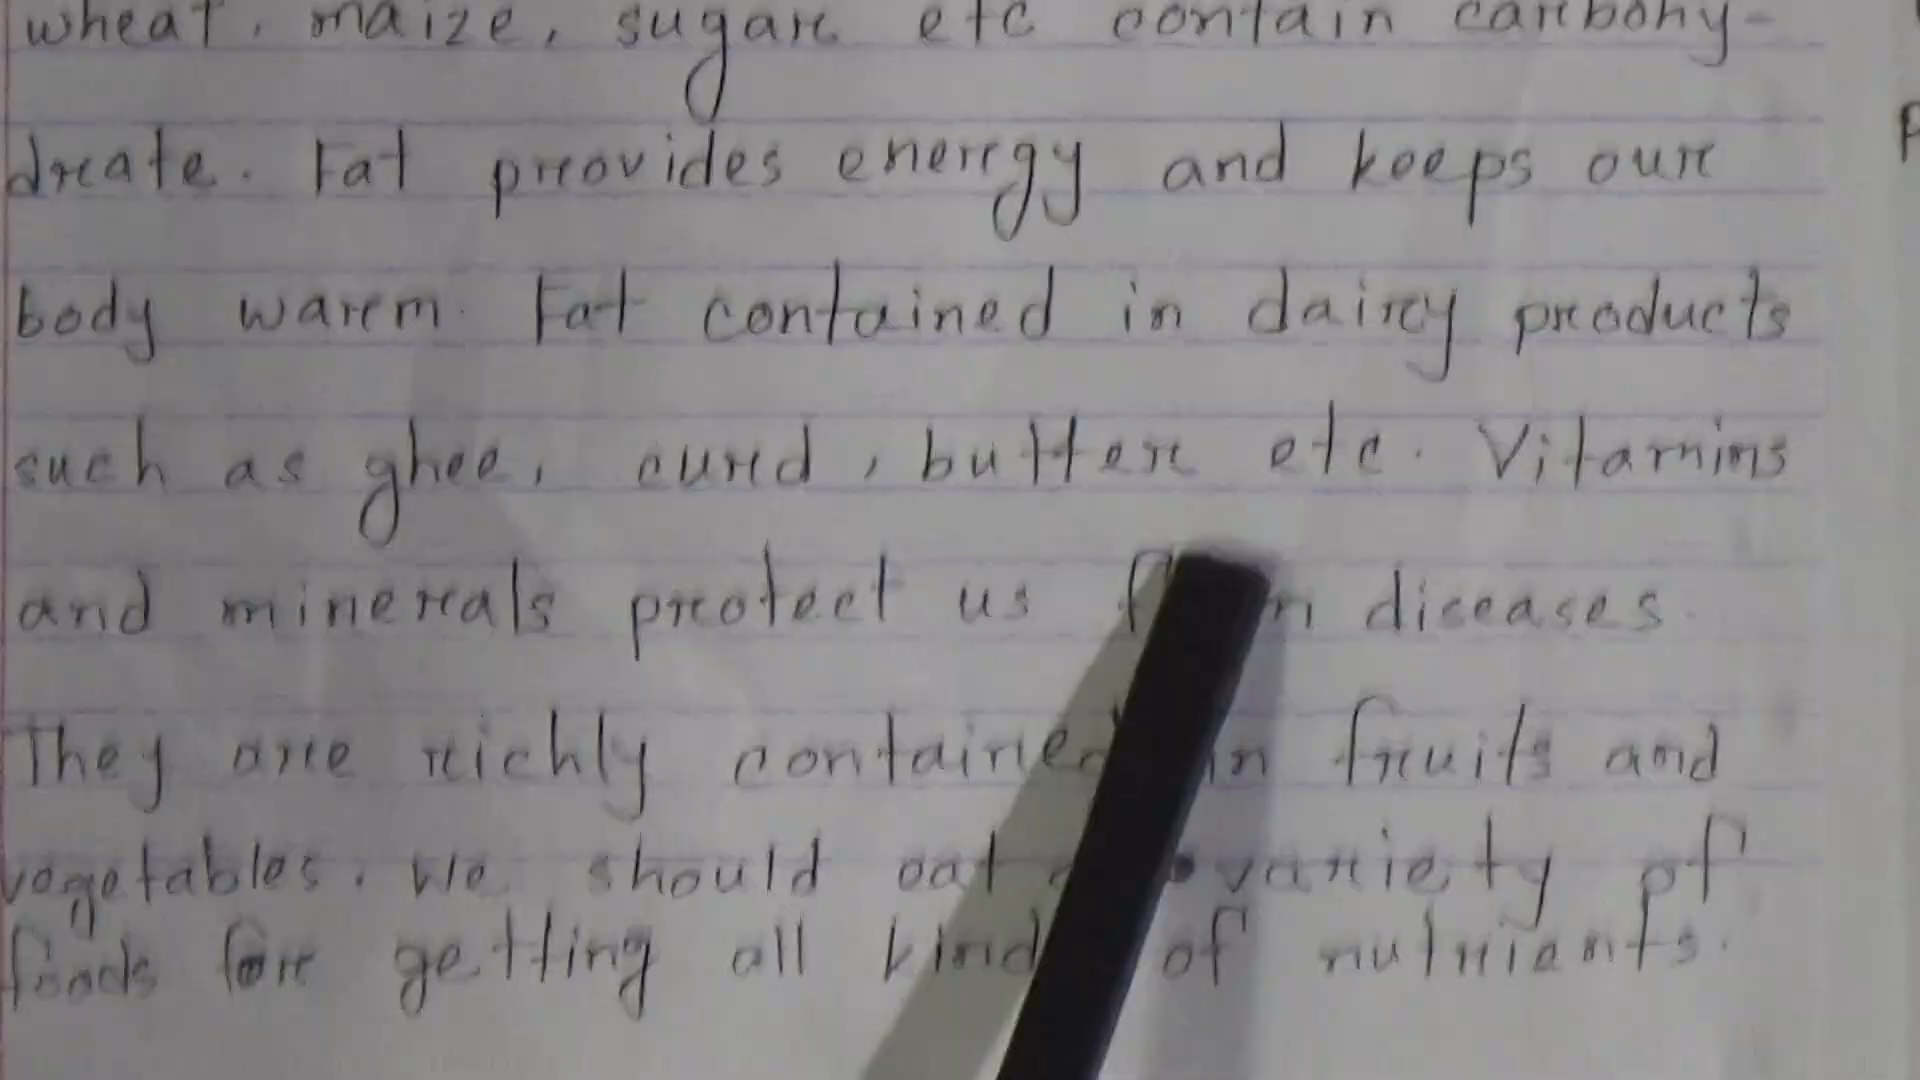 wheat, maize, sugar etc contain carbohy-
drate. Fat provides energy and keeps our
body warm. Fat contained in dairy products
such as ghee, curd, butter etc. Vitamins
and minerals protect us diseases.
They are richly contained in fruits and
vegetables. We should eat variety of
foods for getting all kind of nutrients.